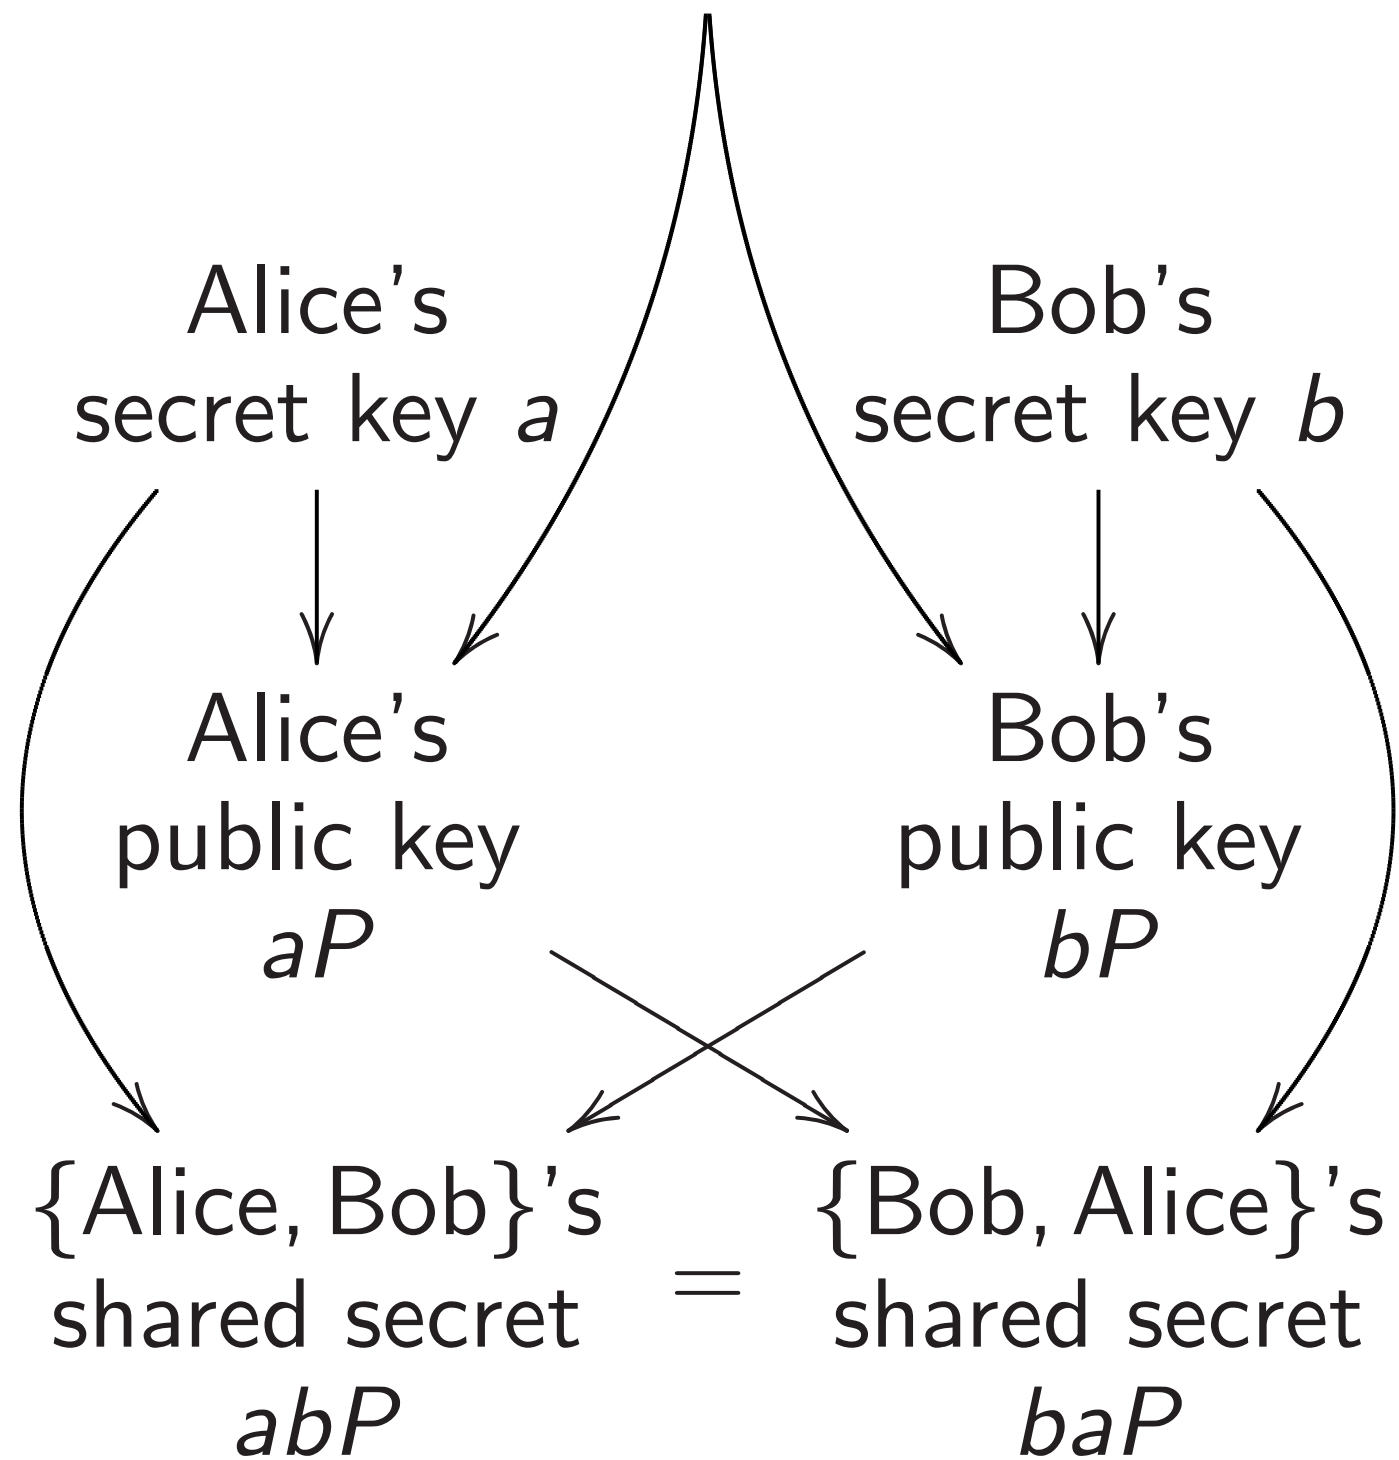 Alice's
secret key a
Bob's
secret key b
Alice's
public key
aP
Bob's
public key
bP
{Alice, Bob}'s
shared secret
abP
=
{Bob, Alice}'s
shared secret
baP